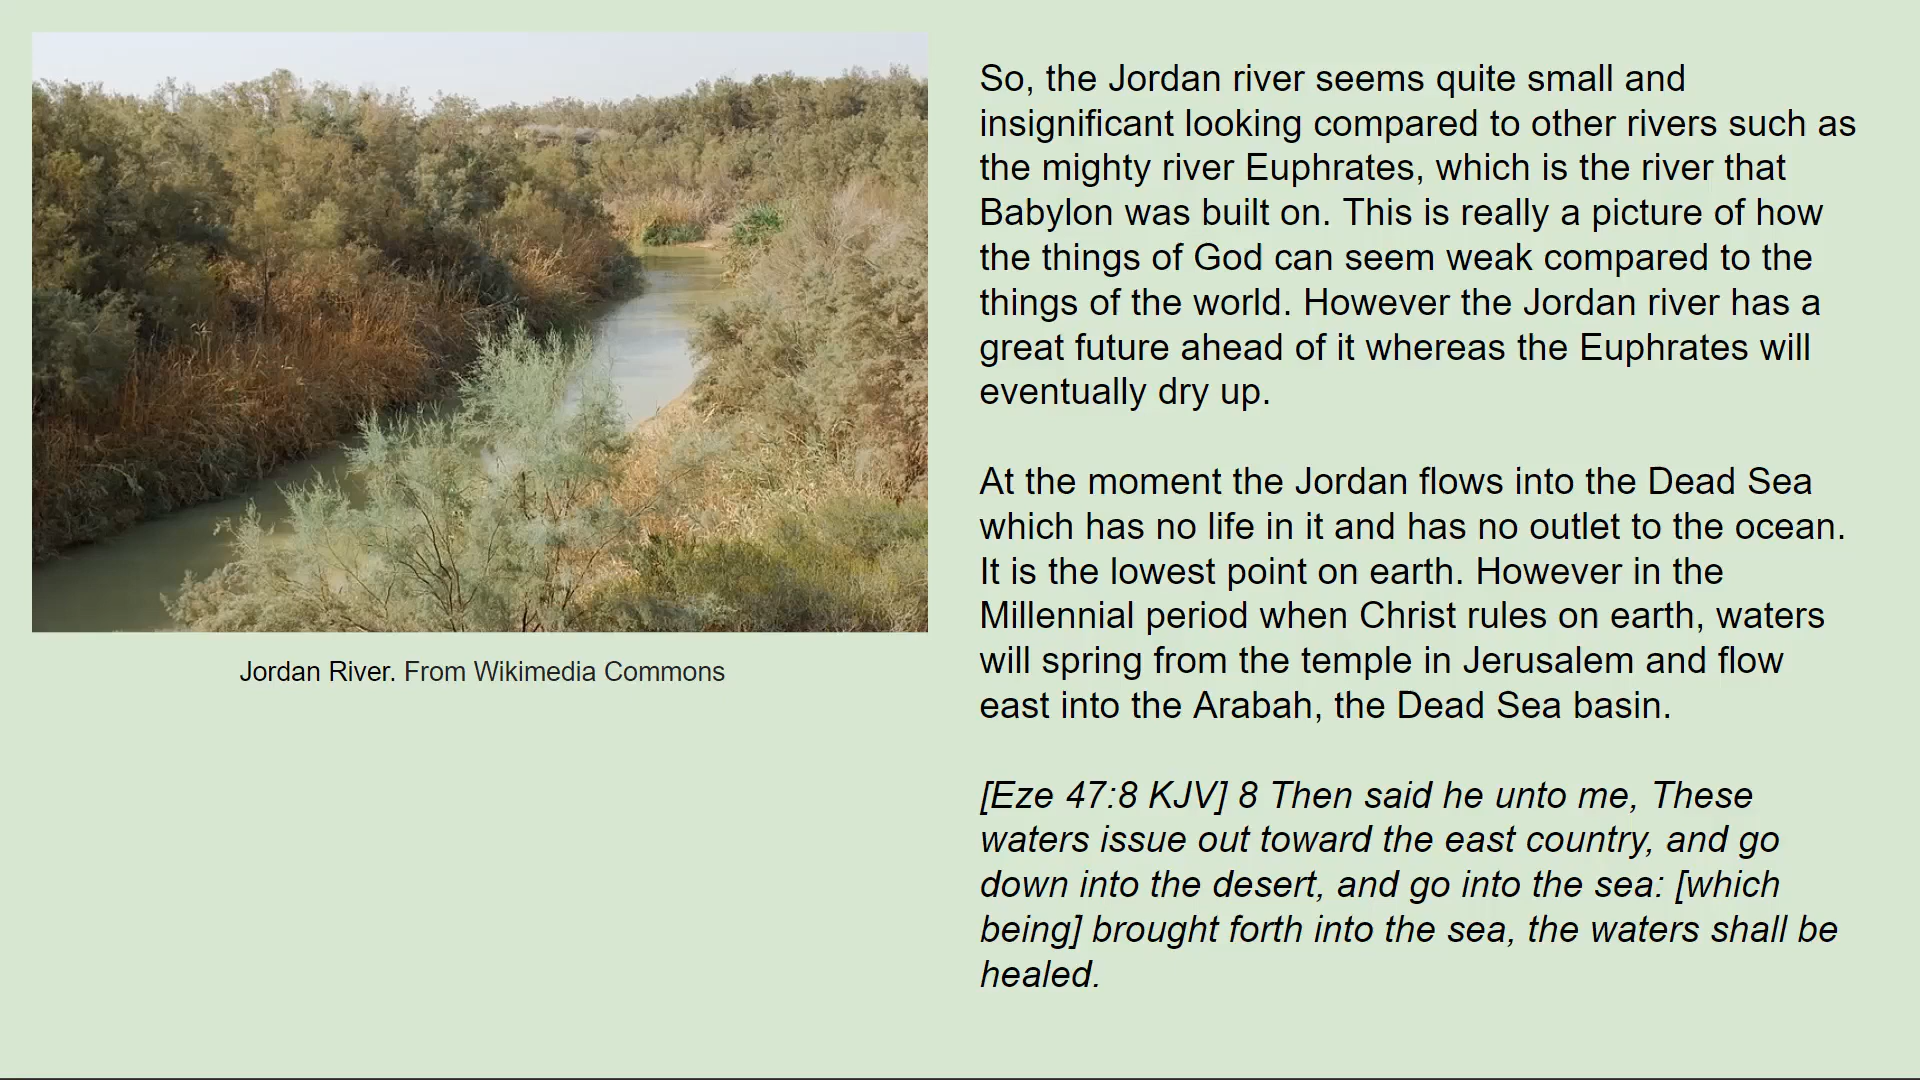 So, the Jordan river seems quite small and
insignificant looking compared to other rivers such as
the mighty river Euphrates, which is the river that
Babylon was built on. This is really a picture of how
the things of God can seem weak compared to the
things of the world. However the Jordan river has a
great future ahead of it whereas the Euphrates will
eventually dry up.
At the moment the Jordan flows into the Dead Sea
which has no life in it and has no outlet to the ocean.
It is the lowest point on earth. However in the
Millennial period when Christ rules on earth, waters
will spring from the temple in Jerusalem and flow
east into the Arabah, the Dead Sea basin.
[Eze 47:8 KJV] 8 Then said he unto me, These
waters issue out toward the east country, and go
down into the desert, and go into the sea: [which
being] brought forth into the sea, the waters shall be
healed.
Jordan River. From Wikimedia Commons